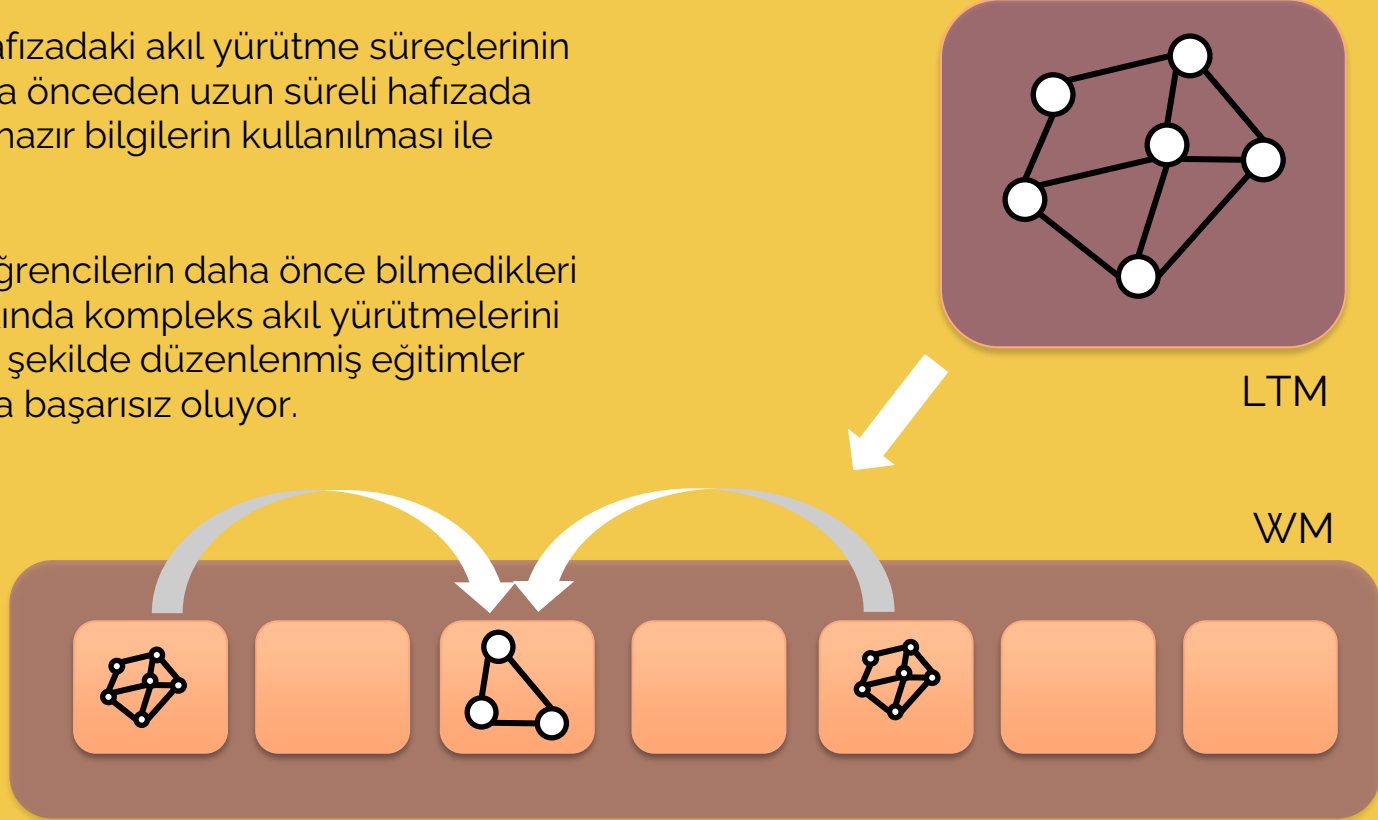 afızadaki akıl yürütme süreçlerinin
a önceden uzun süreli hafızada
hazır bilgilerin kullanılması ile
ğrencilerin daha önce bilmedikleri
ında kompleks akıl yürütmelerini
şekilde düzenlenmiş eğitimler
a başarısız oluyor.
LTM
WM